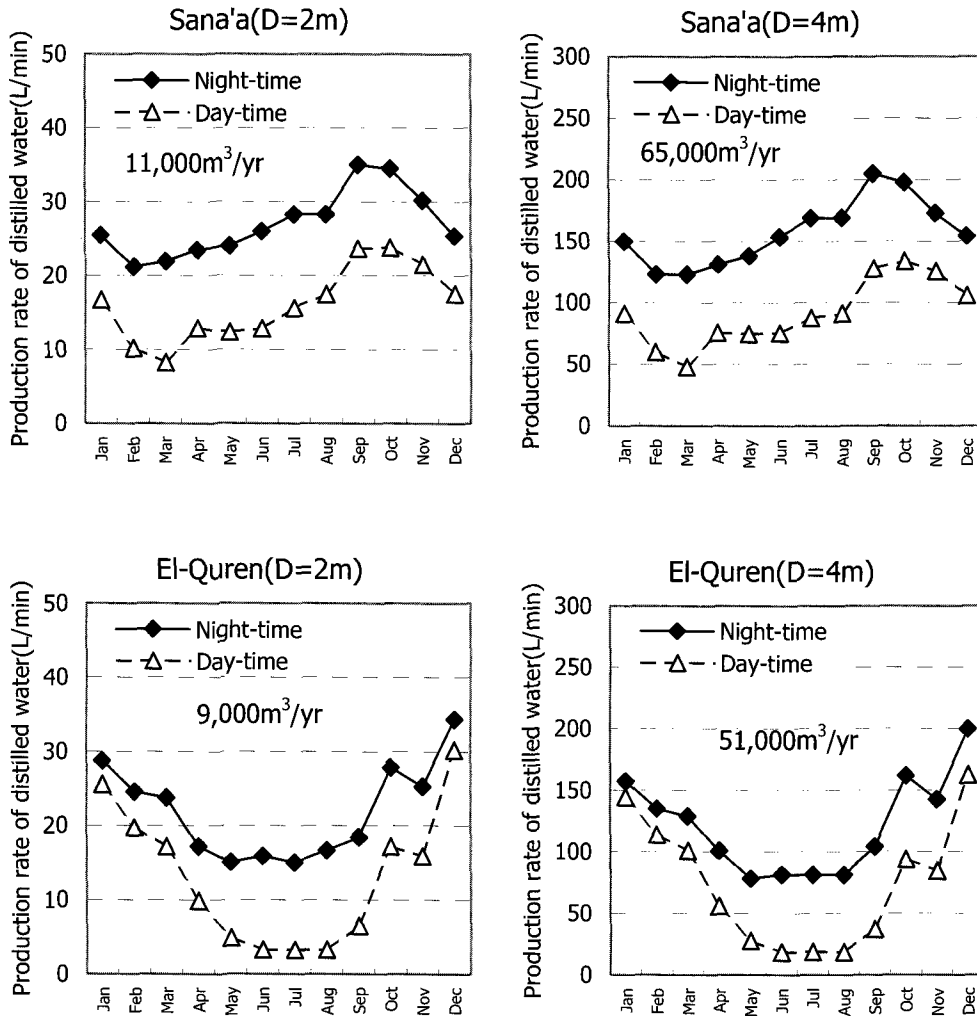 Sana'a(D=2m)
Production rate of distilled water(L/min)
50
40
30
20
10
0
Night-time
Day-time
11,000m³/yr
Jan
Feb
Mar
Apr
May
Jun
Jul
Aug
Sep
Oct
Nov
Dec
Sana'a(D=4m)
Production rate of distilled water(L/min)
300
250
200
150
100
50
0
Night-time
Day-time
65,000m³/yr
Jan
Feb
Mar
Apr
May
Jun
Jul
Aug
Sep
Oct
Nov
Dec
El-Quren(D=2m)
Production rate of distilled water(L/min)
50
40
30
20
10
0
Night-time
Day-time
9,000m³/yr
Jan
Feb
Mar
Apr
May
Jun
Jul
Aug
Sep
Oct
Nov
Dec
El-Quren(D=4m)
Production rate of distilled water(L/min)
300
250
200
150
100
50
0
Night-time
Day-time
51,000m³/yr
Jan
Feb
Mar
Apr
May
Jun
Jul
Aug
Sep
Oct
Nov
Dec